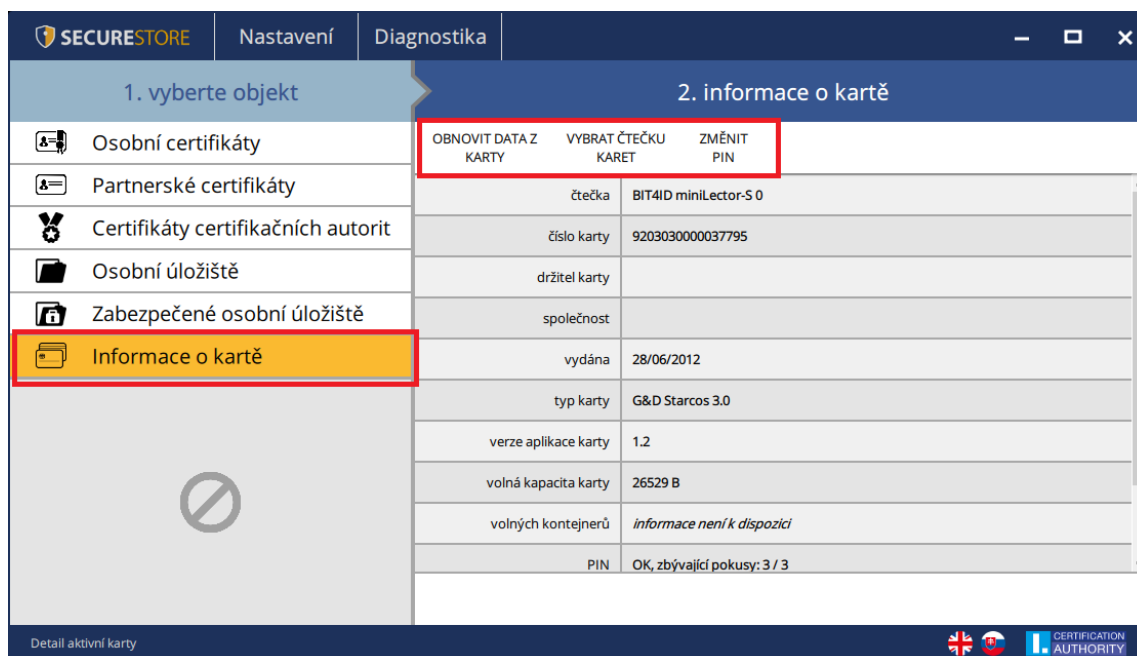 SECURESTORE
Nastavení
Diagnostika
1. vyberte objekt
2. informace o kartě
Osobní certifikáty
Partnerské certifikáty
Certifikáty certifikačních autorit
Osobní úložiště
Zabezpečené osobní úložiště
Informace o kartě
OBNOVIT DATA Z
KARTY
VYBRAT ČTEČKU
KARET
ZMĚNIT
PIN
čtečka BIT4ID miniLector-S 0
číslo karty 9203030000037795
držitel karty
společnost
vydána 28/06/2012
typ karty G&D Starcos 3.0
verze aplikace karty 1.2
volná kapacita karty 26529 B
volných kontejnerů informace není k dispozici
PIN OK, zbývající pokusy: 3 / 3
Detail aktivní karty
I. CERTIFICATION
AUTHORITY